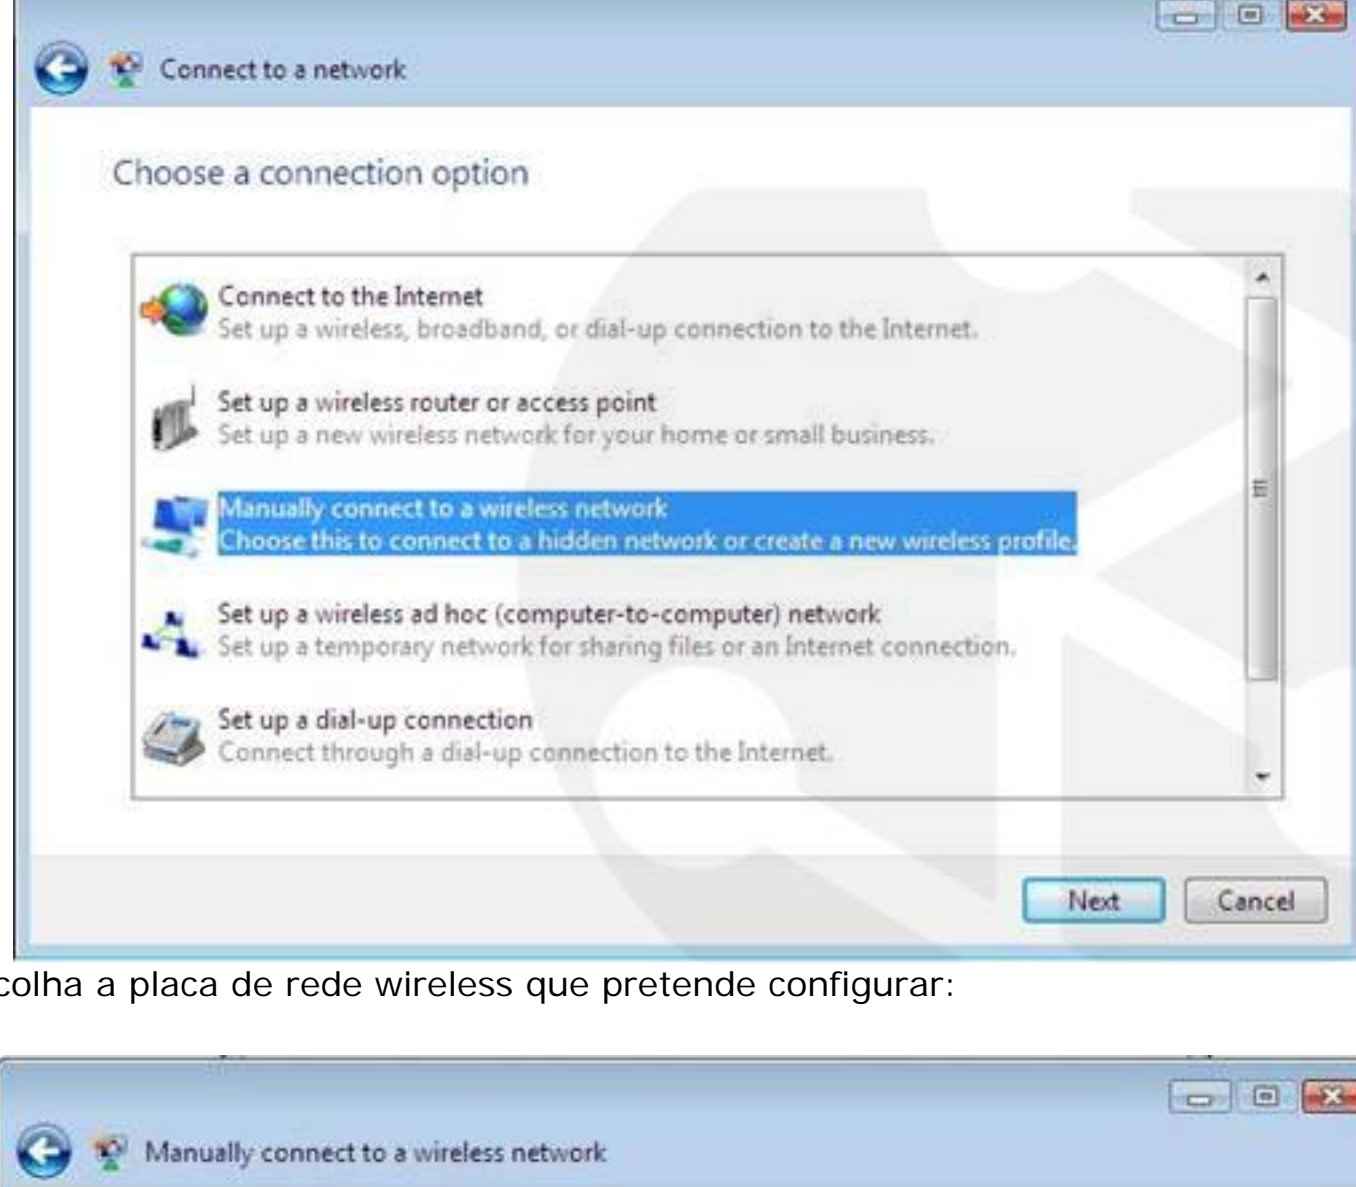 Connect to a network
Choose a connection option
Connect to the Internet
Set up a wireless, broadband, or dial-up connection to the Internet.
Set up a wireless router or access point
Set up a new wireless network for your home or small business.
Manually connect to a wireless network
Choose this to connect to a hidden network or create a new wireless profile.
Set up a wireless ad hoc (computer-to-computer) network
Set up a temporary network for sharing files or an Internet connection.
Set up a dial-up connection
Connect through a dial-up connection to the Internet.
Next Cancel
colha a placa de rede wireless que pretende configurar:
Manually connect to a wireless network